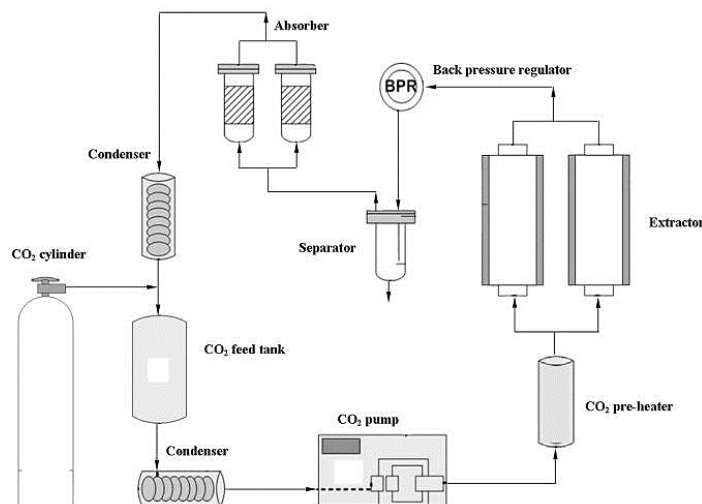 Absorber
Back pressure regulator
BPR
Condenser
Extractor
Separator
CO₂ cylinder
CO₂ feed tank
CO₂ pre-heater
CO₂ pump
Condenser